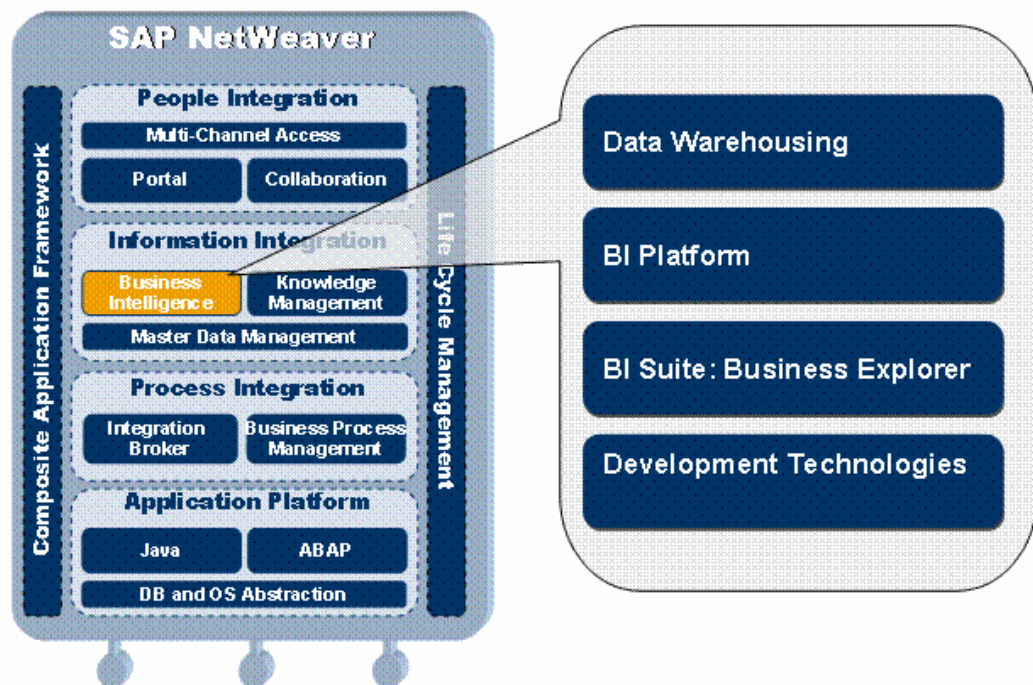 SAP NetWeaver
Composite Application Framework
People Integration
Multi-Channel Access
Portal
Collaboration
Information Integration
Business
Intelligence
Knowledge
Management
Master Data Management
Process Integration
Integration
Broker
Business Process
Management
Application Platform
Java
ABAP
DB and OS Abstraction
Life Cycle Management
Data Warehousing
BI Platform
BI Suite: Business Explorer
Development Technologies